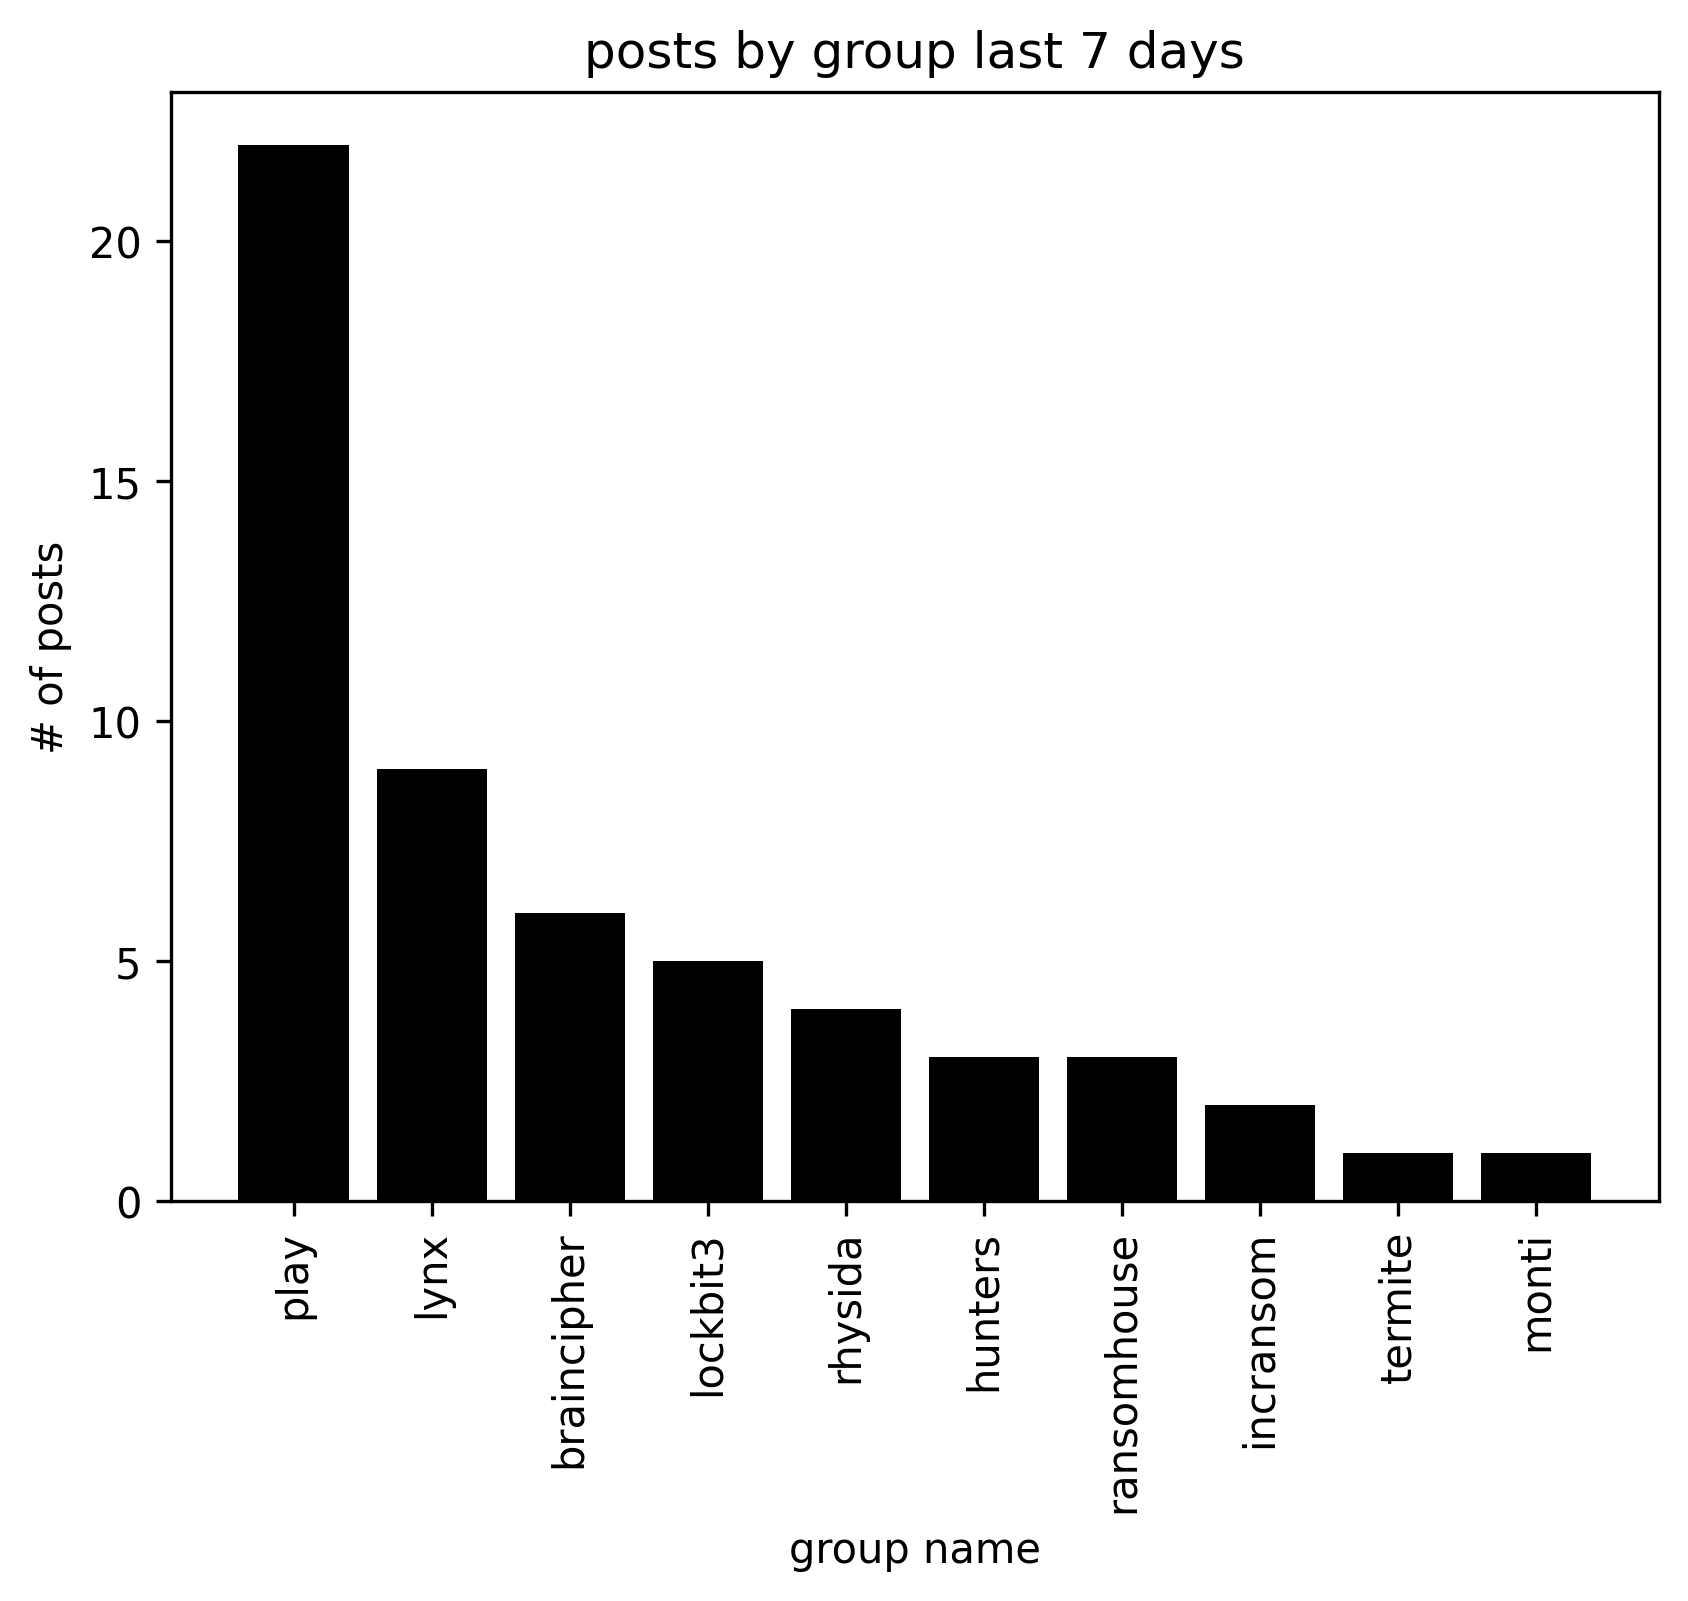 posts by group last 7 days
# of posts
20
15
10
5
0
play
lynx
braincipher
lockbit3
rhysida
hunters
ransomhouse
incransom
termite
monti
group name